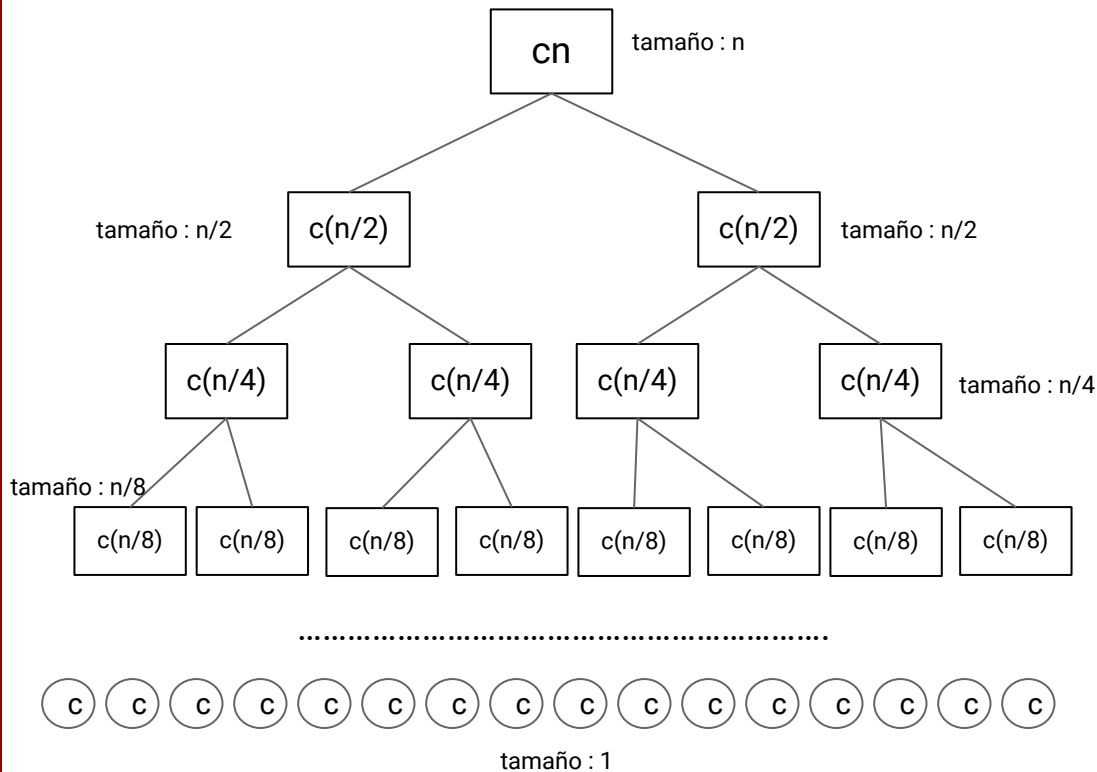 cn
tamaño : n
tamaño : n/2
c(n/2)
c(n/2)
tamaño : n/2
c(n/4)
c(n/4)
c(n/4)
c(n/4)
tamaño : n/4
tamaño : n/8
c(n/8)
c(n/8)
c(n/8)
c(n/8)
c(n/8)
c(n/8)
c(n/8)
c(n/8)
………………………………………………………….
c c c c c c c c c c c c c c c c
tamaño : 1